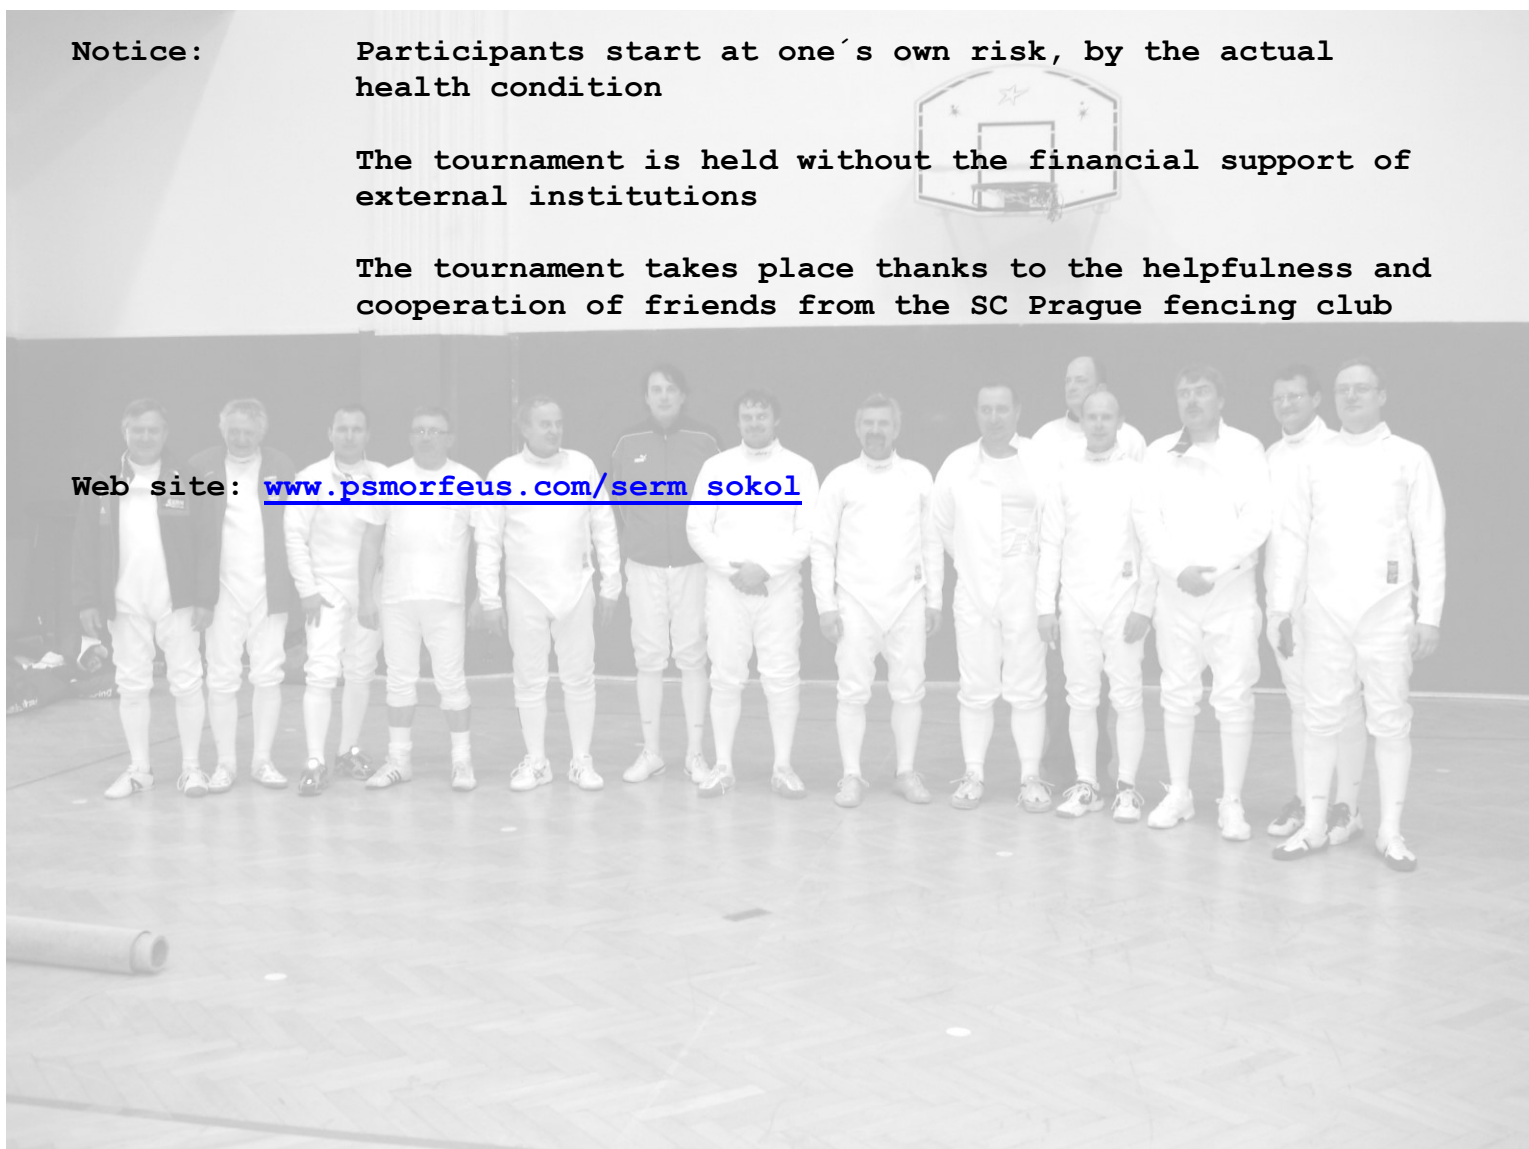 Notice: Participants start at one´s own risk, by the actual
health condition
The tournament is held without the financial support of
external institutions
The tournament takes place thanks to the helpfulness and
cooperation of friends from the SC Prague fencing club
Web site: www.psmorfeus.com/serm sokol